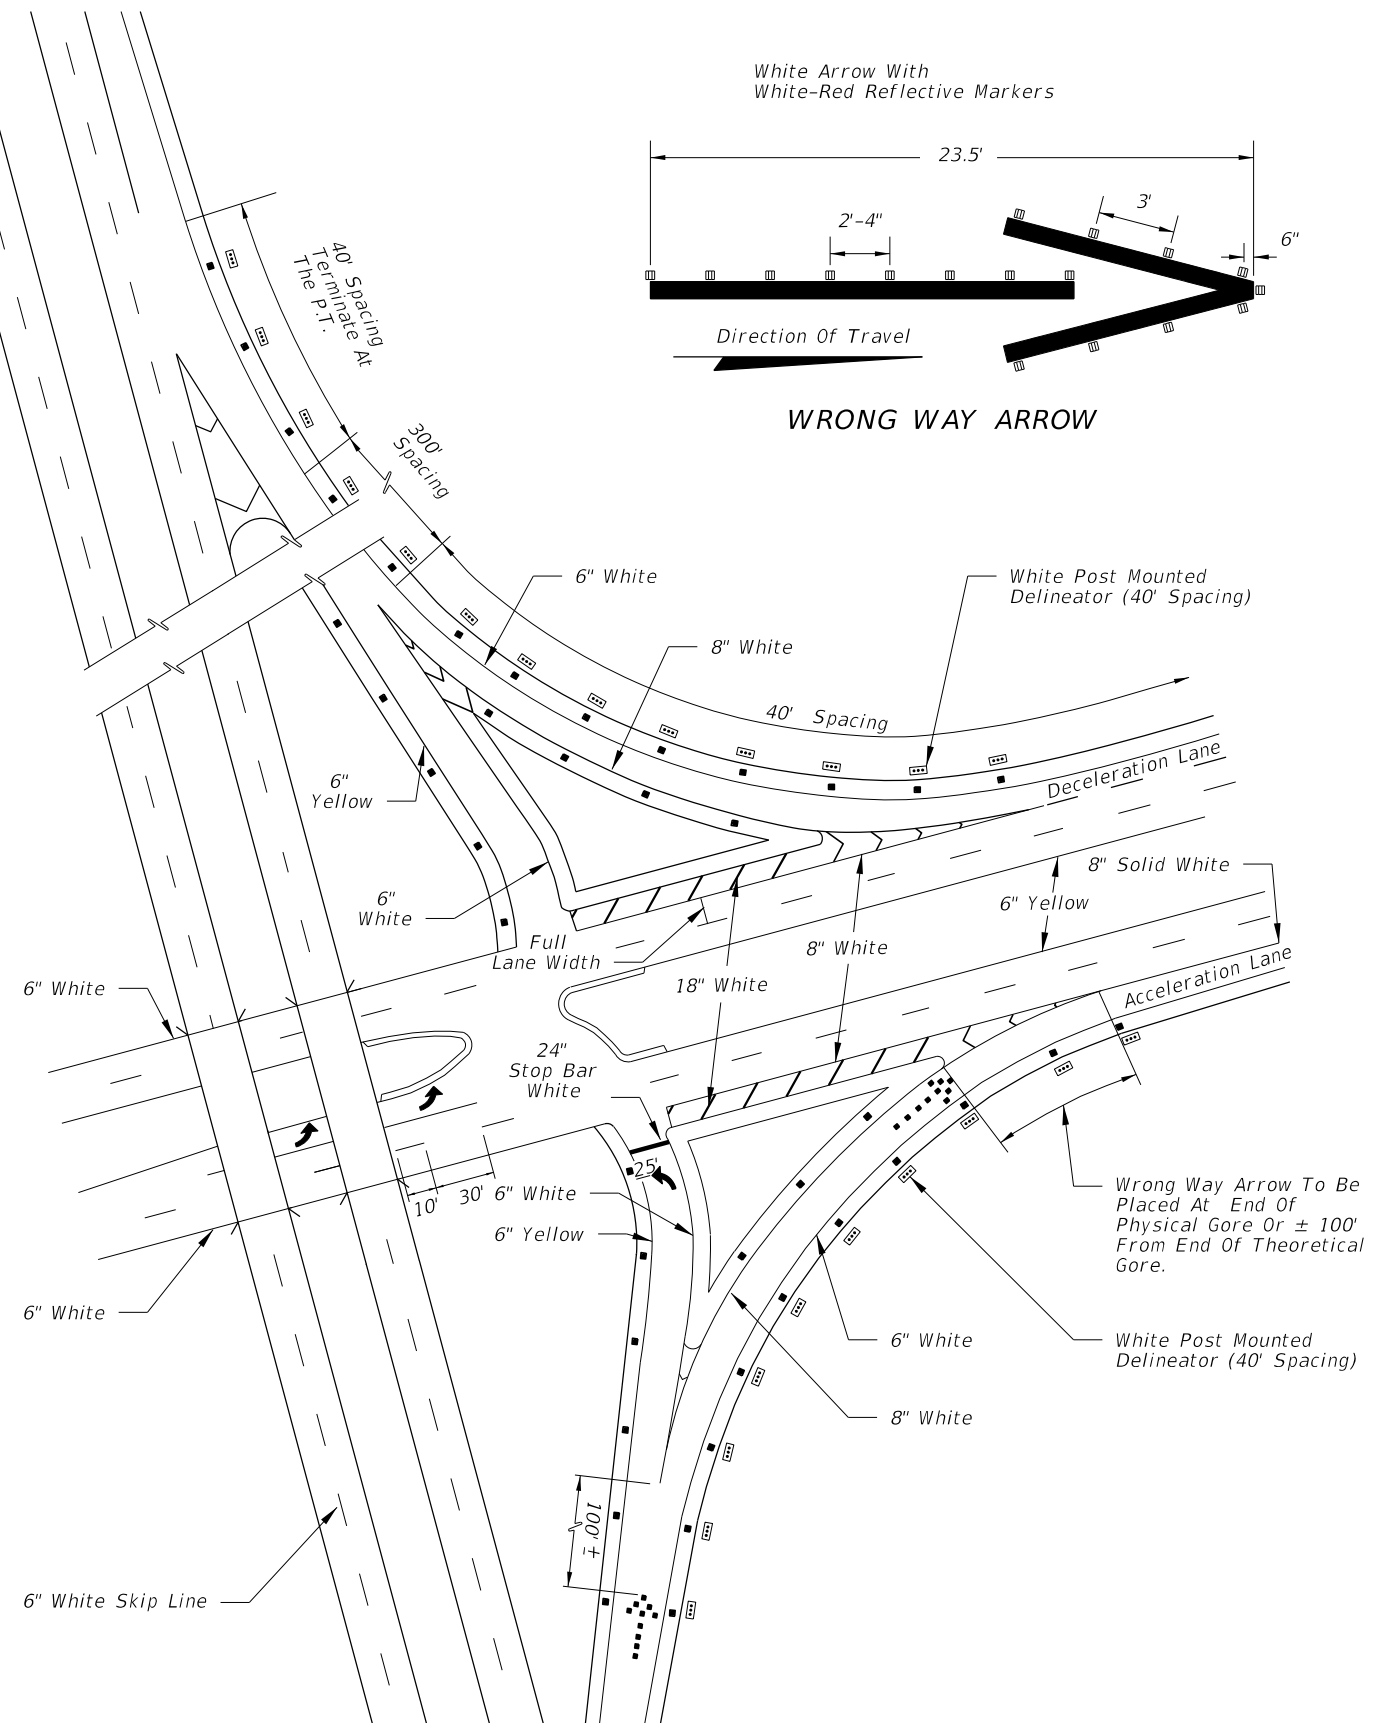 White Arrow With
White-Red Reflective Markers
23.5'
3'
2'-4"
6"
Direction Of Travel
WRONG WAY ARROW
40' Spacing
Terminate At
The P.T.
300'
Spacing
6" White
White Post Mounted
Delineator (40' Spacing)
8" White
40' Spacing
Deceleration Lane
6"
Yellow
8" Solid White
6" Yellow
6"
White
Full
Lane Width
8" White
18" White
Acceleration Lane
6" White
24"
Stop Bar
White
25'
10'
30'
6" White
6" Yellow
Wrong Way Arrow To Be
Placed At End Of
Physical Gore Or ± 100'
From End Of Theoretical
Gore.
6" White
6" White
White Post Mounted
Delineator (40' Spacing)
8" White
100' ±
6" White Skip Line